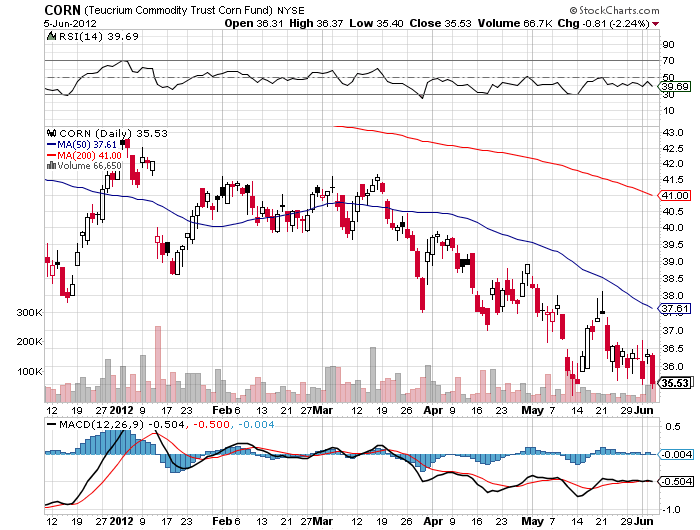 CORN (Teucrium Commodity Trust Corn Fund) NYSE © StockCharts.com
5-Jun-2012 Open 36.31 High 36.37 Low 35.40 Close 35.53 Volume 66.7K Chg -0.81 (-2.24%)
RSI(14) 39.69
90
70
50
39.69
30
10
CORN (Daily) 35.53
MA(50) 37.61
MA(200) 41.00
Volume 66,650
43.0
42.5
42.0
41.5
41.00
40.5
40.0
39.5
39.0
38.5
38.0
37.61
37.5
37.0
36.5
36.0
35.53
300K
200K
100K
12 19 27 2012 9 17 23 Feb 6 13 21 27 Mar 12 19 26 Apr 9 16 23 May 7 14 21 29 Jun
MACD(12,26,9) -0.504, -0.500, -0.004
0.5
-0.004
-0.504
-1.0
12 19 27 2012 9 17 23 Feb 6 13 21 27 Mar 12 19 26 Apr 9 16 23 May 7 14 21 29 Jun